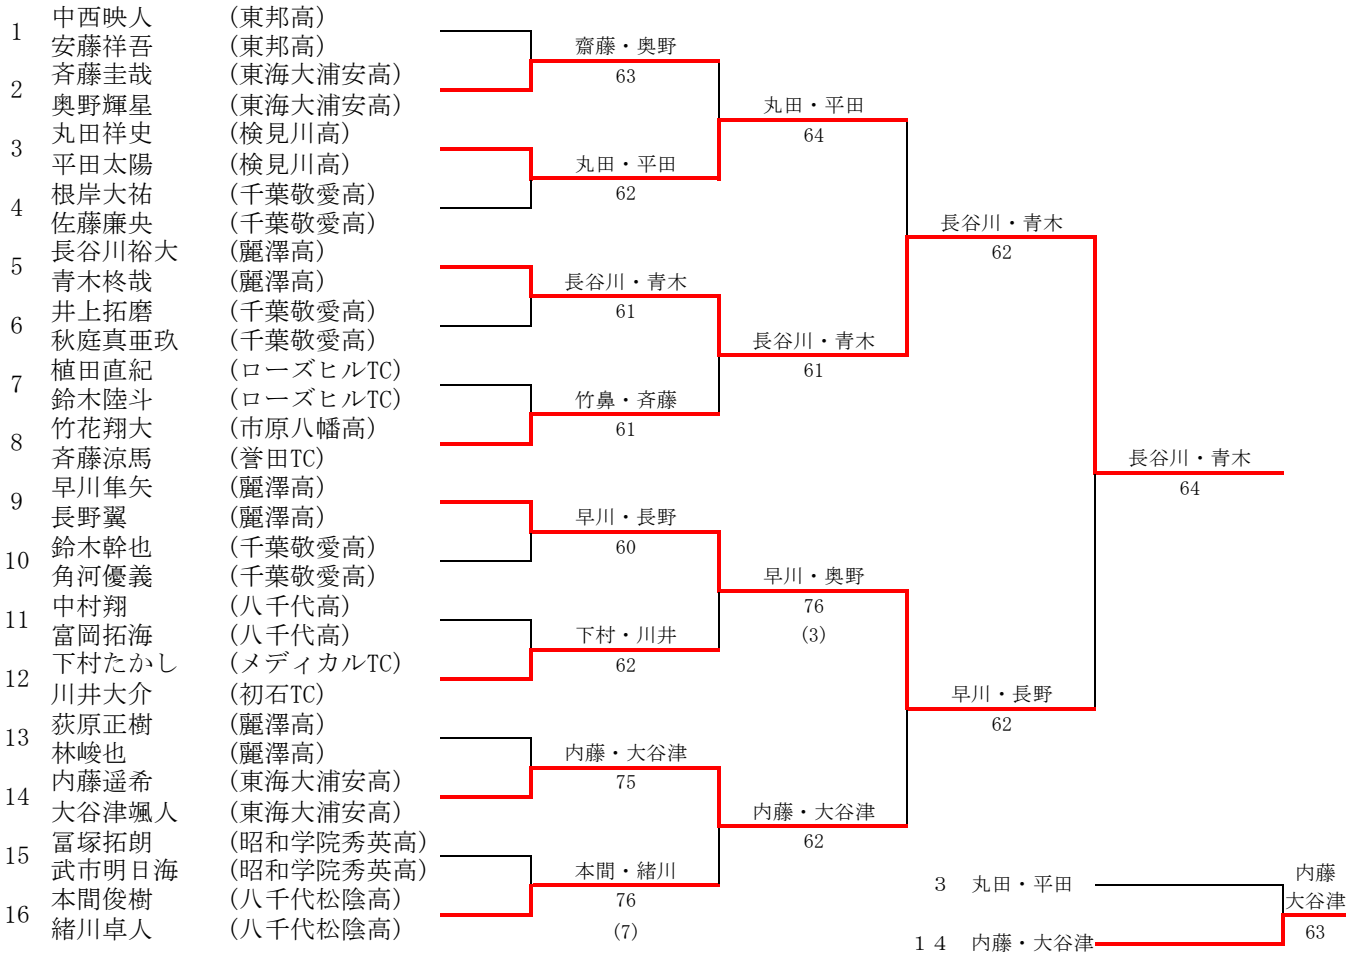 1 中西映人 (東邦高)
安藤祥吾 (東邦高)
2 斉藤圭哉 (東海大浦安高)
奥野輝星 (東海大浦安高)
3 丸田祥史 (検見川高)
平田太陽 (検見川高)
4 根岸大祐 (千葉敬愛高)
佐藤廉央 (千葉敬愛高)
5 長谷川裕大 (麗澤高)
青木柊哉 (麗澤高)
6 井上拓磨 (千葉敬愛高)
秋庭真亜玖 (千葉敬愛高)
7 植田直紀 (ローズヒルTC)
鈴木陸斗 (ローズヒルTC)
8 竹花翔大 (市原八幡高)
斉藤涼馬 (誉田TC)
9 早川隼矢 (麗澤高)
長野翼 (麗澤高)
10 鈴木幹也 (千葉敬愛高)
角河優義 (千葉敬愛高)
11 中村翔 (八千代高)
富岡拓海 (八千代高)
12 下村たかし (メディカルTC)
川井大介 (初石TC)
13 荻原正樹 (麗澤高)
林峻也 (麗澤高)
14 内藤遥希 (東海大浦安高)
大谷津颯人 (東海大浦安高)
15 冨塚拓朗 (昭和学院秀英高)
武市明日海 (昭和学院秀英高)
16 本間俊樹 (八千代松陰高)
緒川卓人 (八千代松陰高)
齋藤・奥野
63
丸田・平田
62
長谷川・青木
61
竹鼻・斉藤
61
早川・長野
60
下村・川井
62
内藤・大谷津
75
本間・緒川
76
(7)
丸田・平田
64
長谷川・青木
61
早川・奥野
76
(3)
内藤・大谷津
62
長谷川・青木
62
早川・長野
62
長谷川・青木
64
3 丸田・平田
14 内藤・大谷津
内藤
大谷津
63